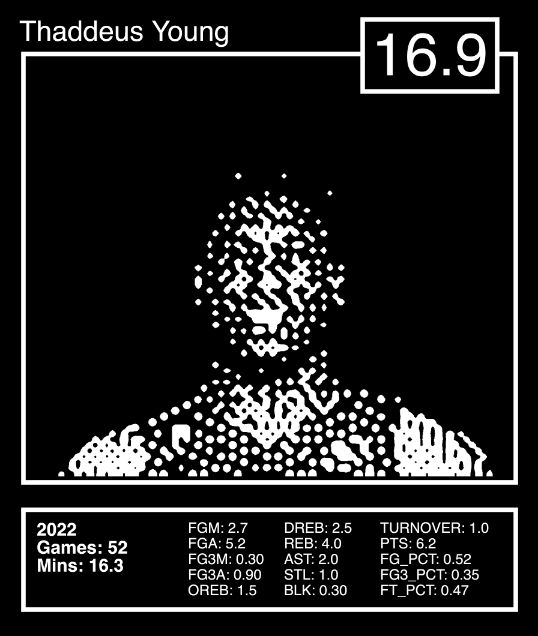 Thaddeus Young
16.9
2022
Games: 52
Mins: 16.3
FGM: 2.7
FGA: 5.2
FG3M: 0.30
FG3A: 0.90
OREB: 1.5
DREB: 2.5
REB: 4.0
AST: 2.0
STL: 1.0
BLK: 0.30
TURNOVER: 1.0
PTS: 6.2
FG_PCT: 0.52
FG3_PCT: 0.35
FT_PCT: 0.47